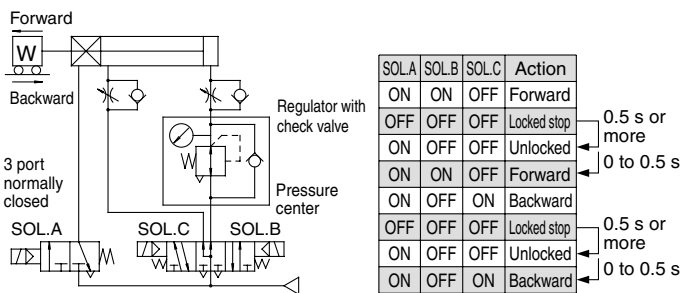 Forward
W
Backward
Regulator with
check valve
3 port
normally
closed
Pressure
center
SOL.A
SOL.C
SOL.B
SOL.A SOL.B SOL.C Action
ON ON OFF Forward
OFF OFF OFF Locked stop
ON OFF OFF Unlocked
ON ON OFF Forward
ON OFF ON Backward
OFF OFF OFF Locked stop
ON OFF OFF Unlocked
ON OFF ON Backward
0.5 s or
more
0 to 0.5 s
0.5 s or
more
0 to 0.5 s